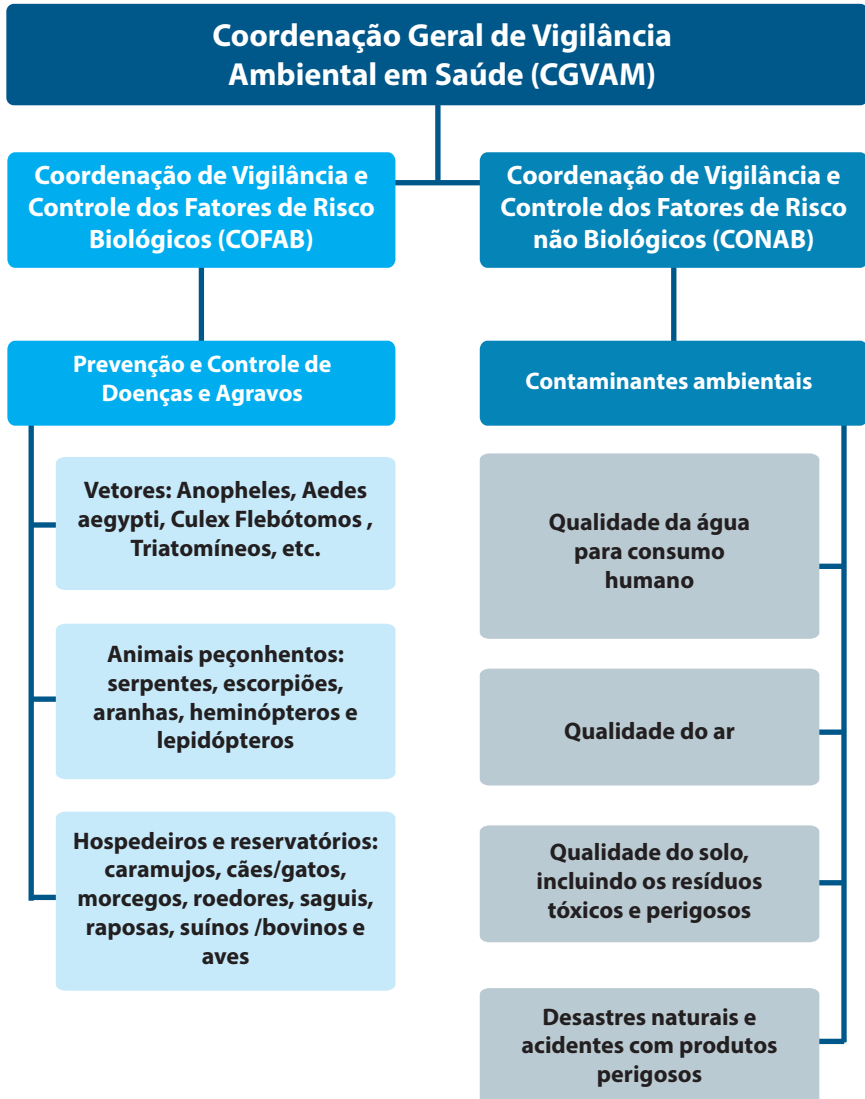 Coordenação Geral de Vigilância
Ambiental em Saúde (CGVAM)
Coordenação de Vigilância e
Controle dos Fatores de Risco
Biológicos (COFAB)
Coordenação de Vigilância e
Controle dos Fatores de Risco
não Biológicos (CONAB)
Prevenção e Controle de
Doenças e Agravos
Contaminantes ambientais
Vetores: Anopheles, Aedes
aegypti, Culex Flebótomos ,
Triatomíneos, etc.
Animais peçonhentos:
serpentes, escorpiões,
aranhas, heminópteros e
lepidópteros
Hospedeiros e reservatórios:
caramujos, cães/gatos,
morcegos, roedores, saguis,
raposas, suínos /bovinos e
aves
Qualidade da água
para consumo
humano
Qualidade do ar
Qualidade do solo,
incluindo os resíduos
tóxicos e perigosos
Desastres naturais e
acidentes com produtos
perigosos